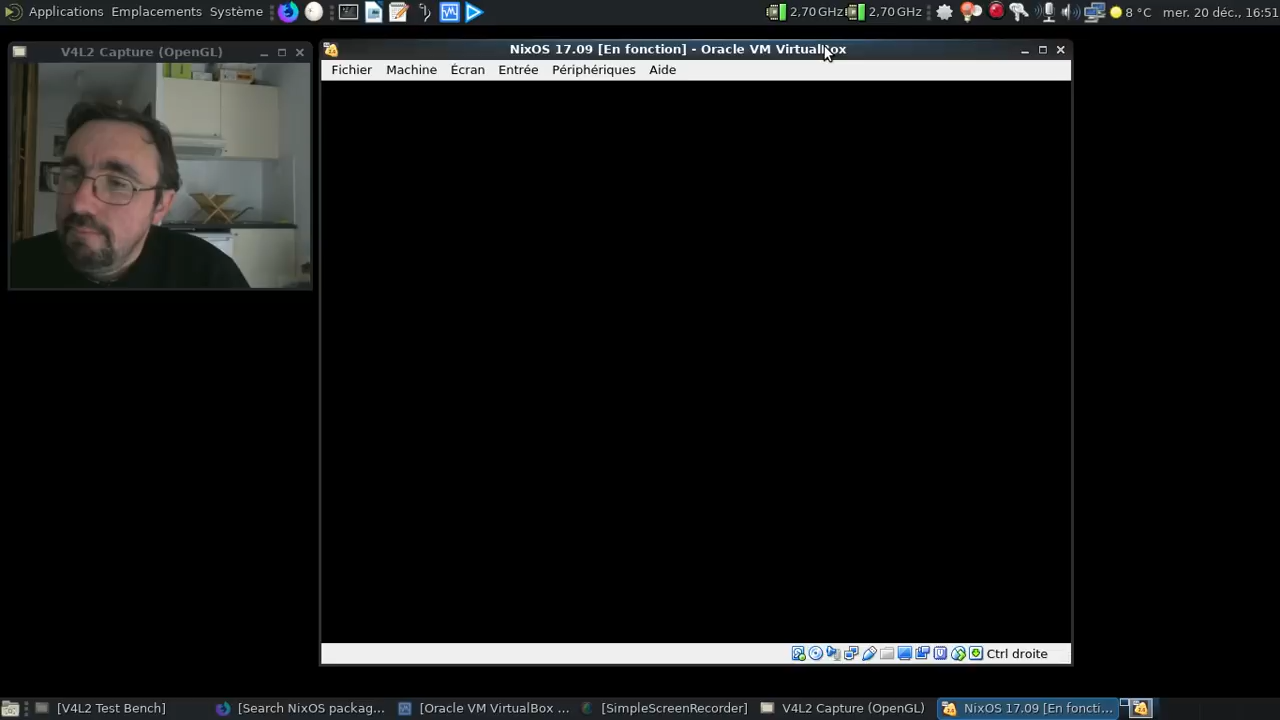 Applications Emplacements Système 2,70 GHz 2,70 GHz 8 °C mer. 20 déc., 16:51
V4L2 Capture (OpenGL)
NixOS 17.09 [En fonction] - Oracle VM VirtualBox
Fichier Machine Écran Entrée Périphériques Aide
Ctrl droite
[V4L2 Test Bench] [Search NixOS packag... [Oracle VM VirtualBox ... [SimpleScreenRecorder] V4L2 Capture (OpenGL) NixOS 17.09 [En foncti...